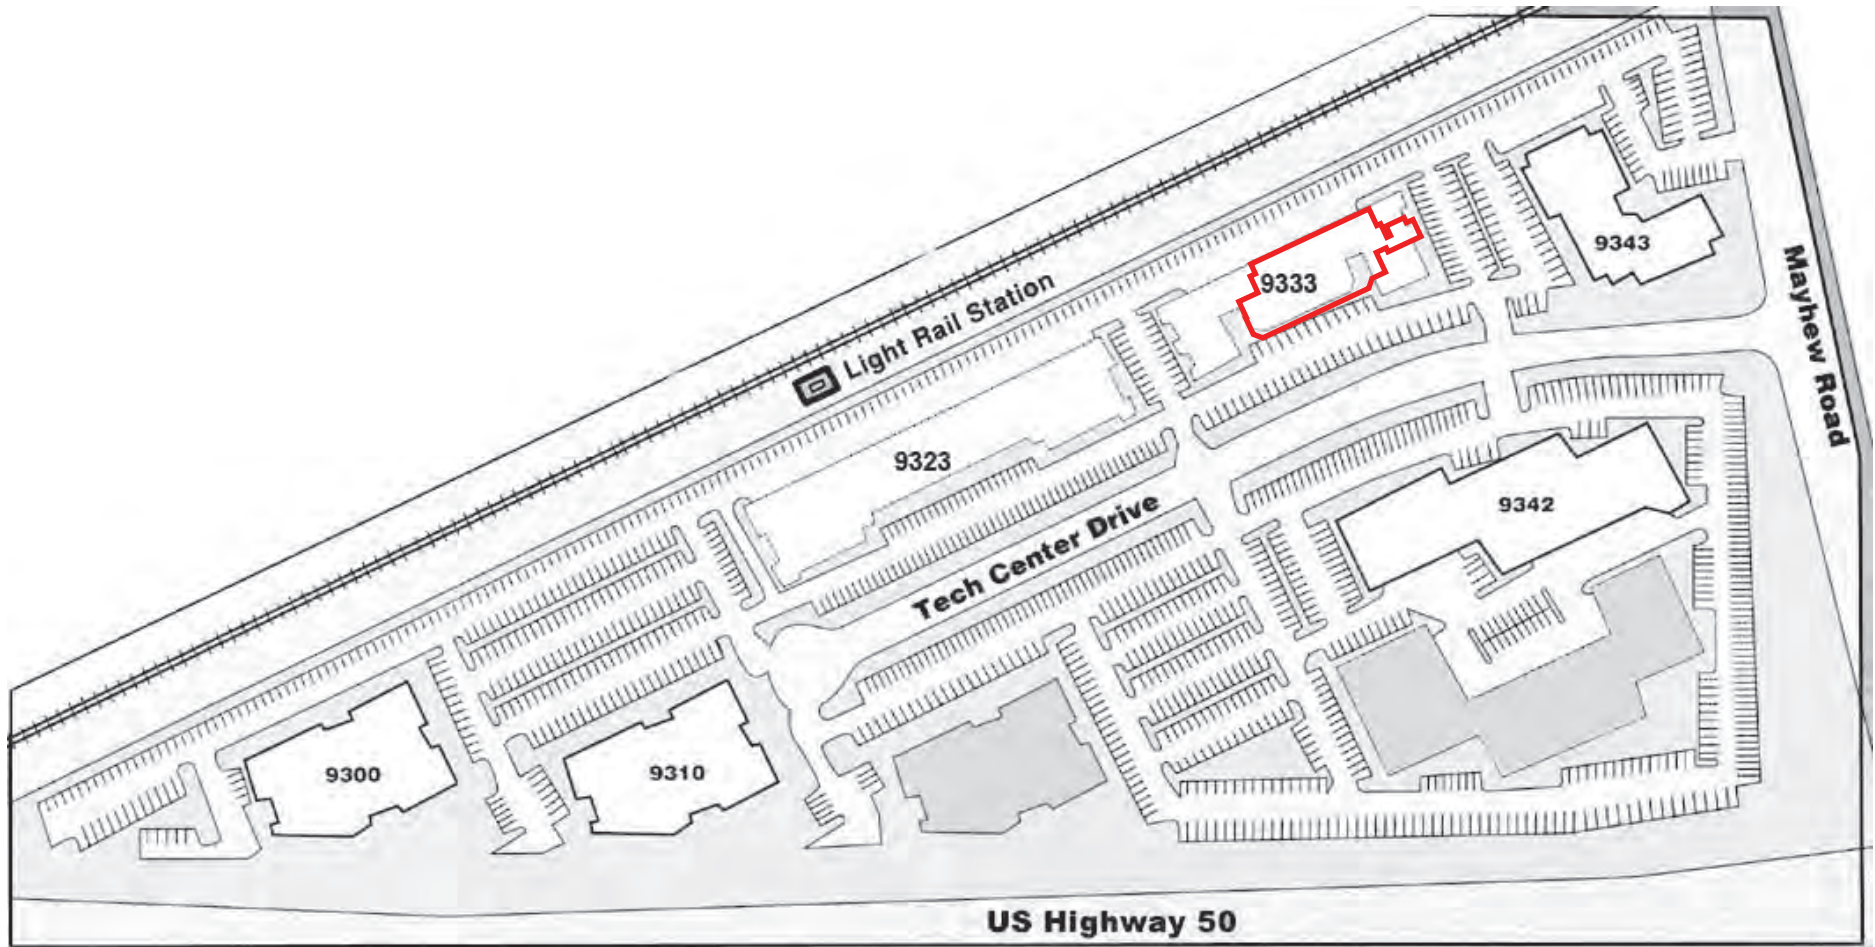 9343
9333
Mayhew Road
Light Rail Station
9323
9342
Tech Center Drive
9300
9310
US Highway 50